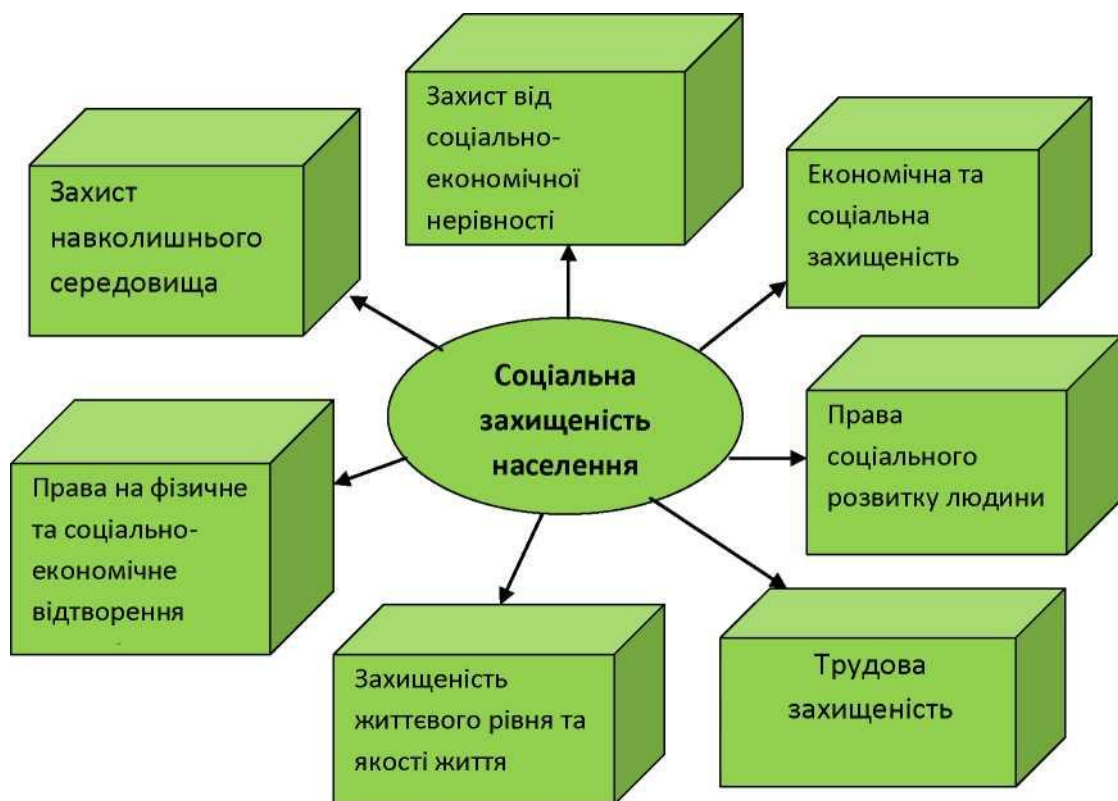 Захист від
соціально-
економічної
нерівності
Захист
навколишнього
середовища
Економічна та
соціальна
захищеність
Соціальна
захищеність
населення
Права
соціального
розвитку людини
Права на фізичне
та соціально-
економічне
відтворення
Захищеність
життєвого рівня та
якості життя
Трудова
захищеність